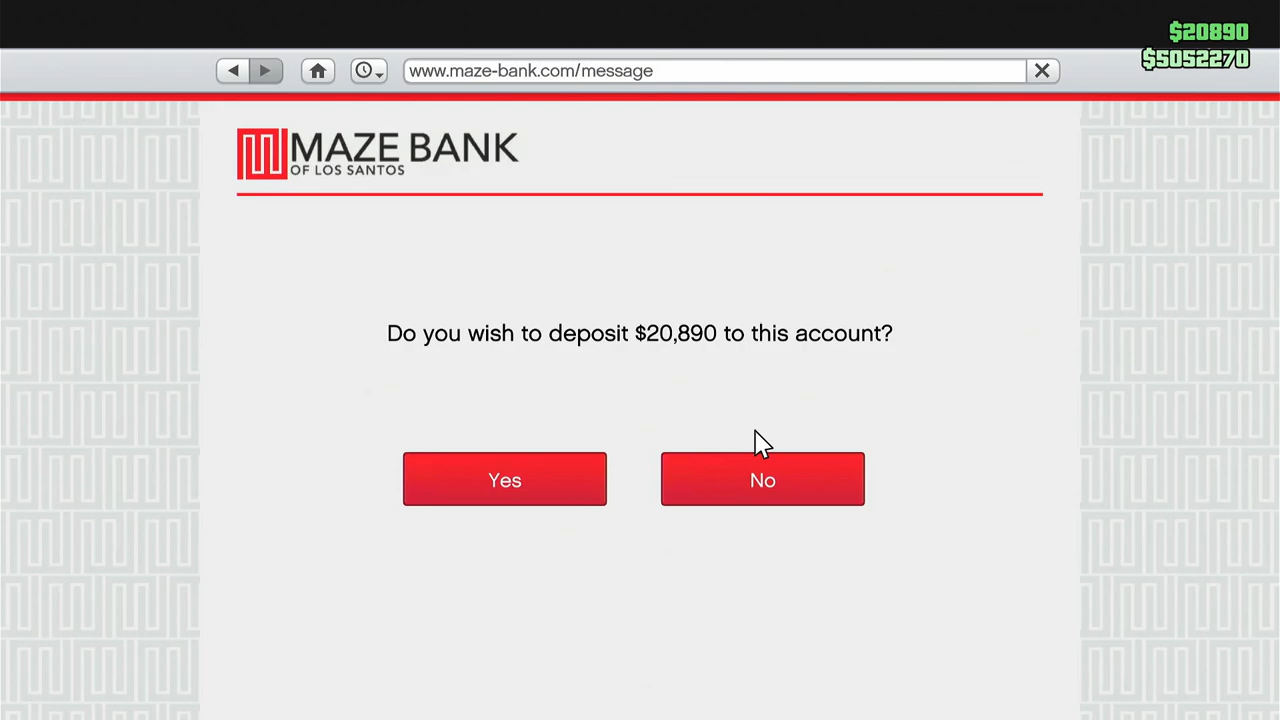 $20890
$5052270
www.maze-bank.com/message
MAZE BANK
OF LOS SANTOS
Do you wish to deposit $20,890 to this account?
Yes
No